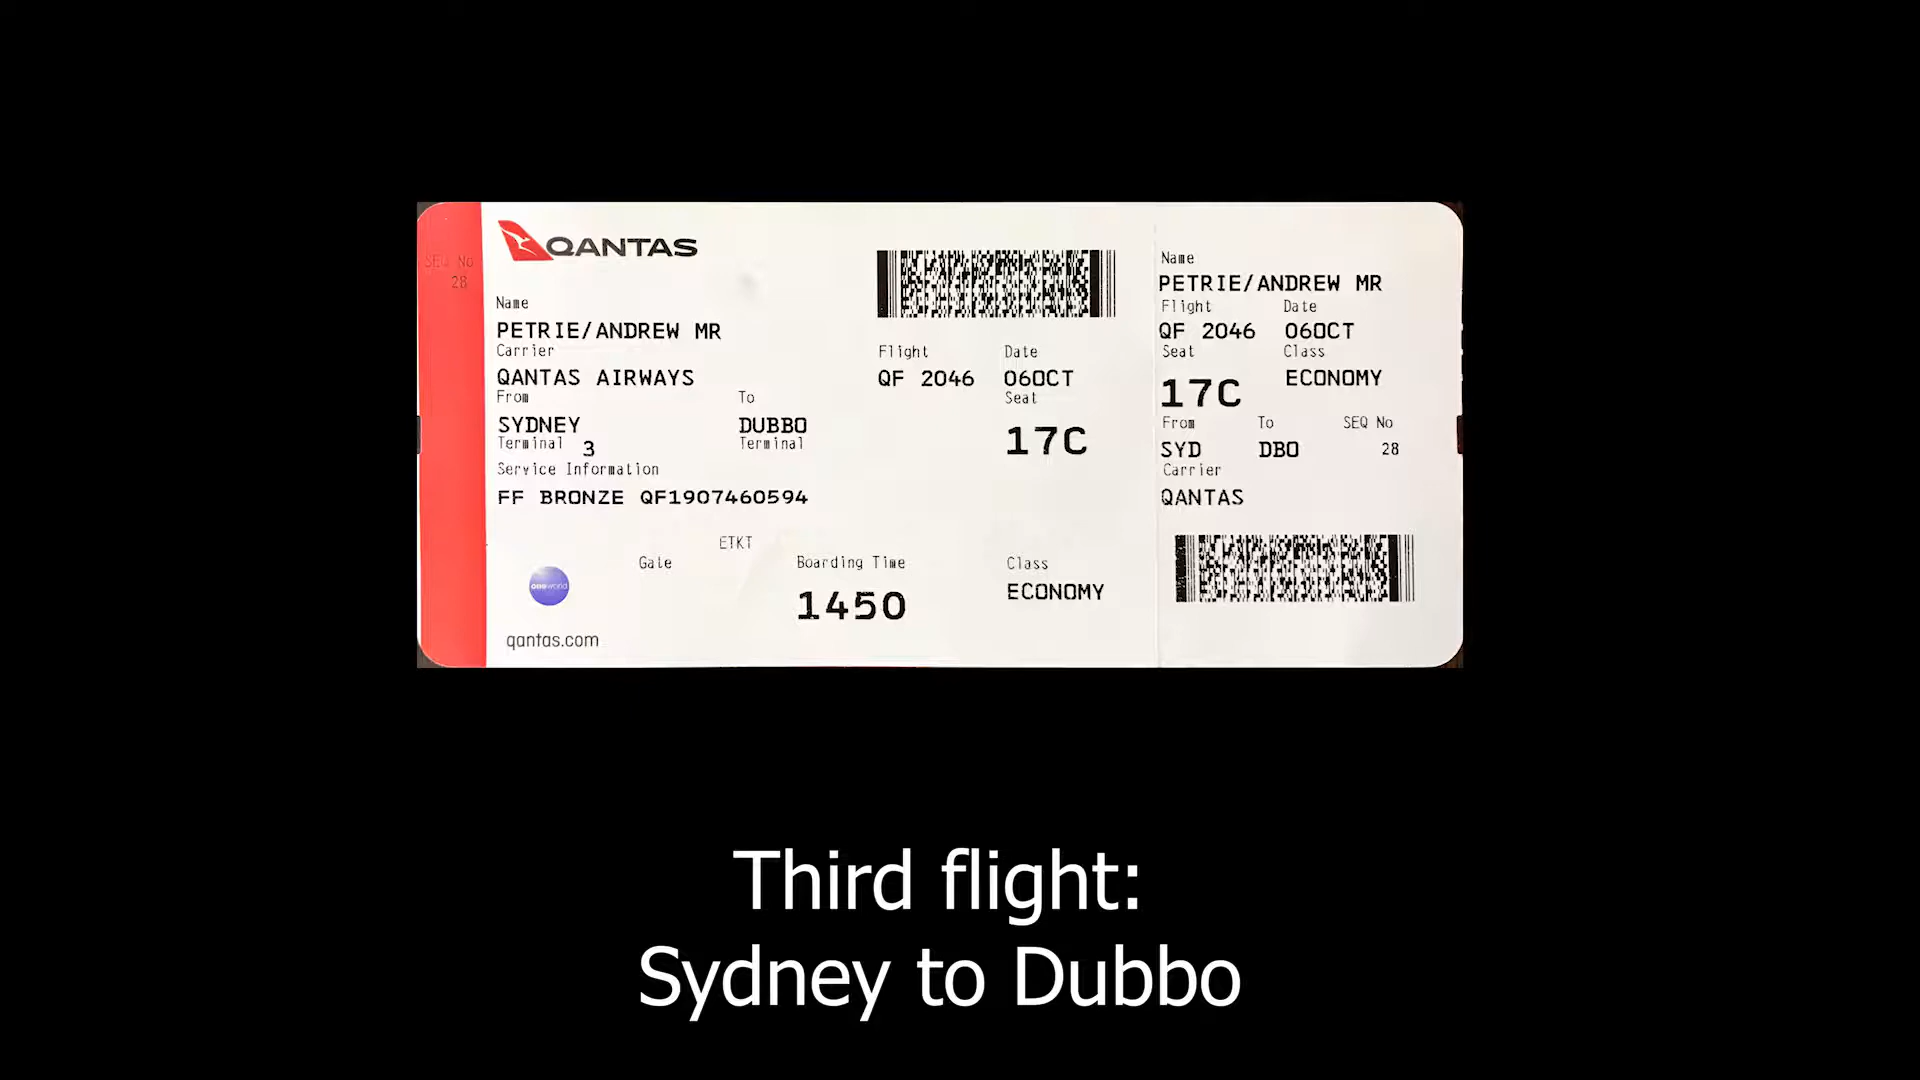 SEQ No
28
QANTAS
Name
PETRIE/ANDREW MR
Carrier
QANTAS AIRWAYS
From To
SYDNEY DUBBO
Terminal 3 Terminal
Service Information
FF BRONZE QF1907460594
Flight Date
QF 2046 06OCT
Seat
17C
ETKT
Gate Boarding Time Class
1450 ECONOMY
oneworld
qantas.com
Name
PETRIE/ANDREW MR
Flight Date
QF 2046 06OCT
Seat Class
17C ECONOMY
From To SEQ No
SYD DBO 28
Carrier
QANTAS
Third flight:
Sydney to Dubbo